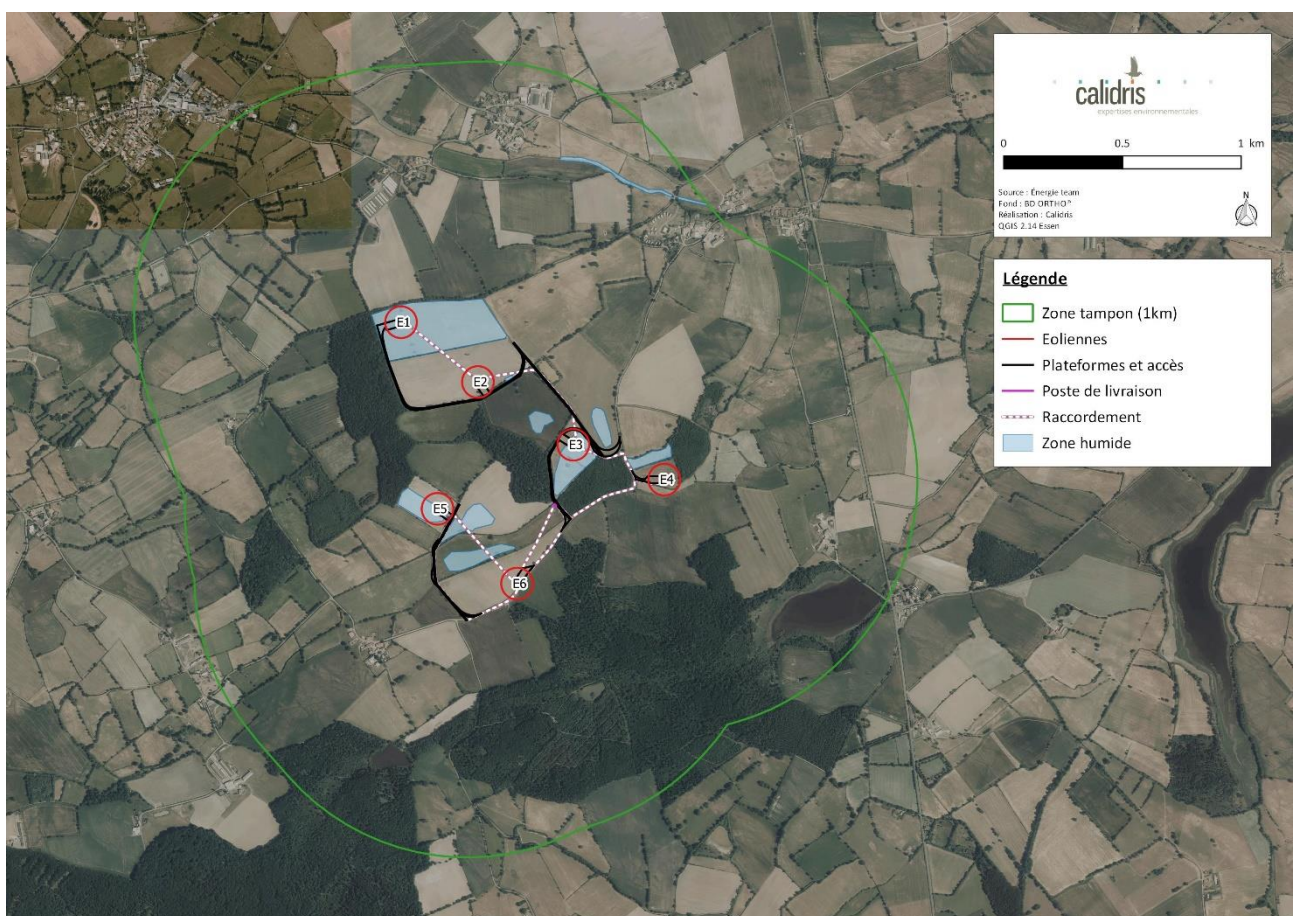 calidris
expertises environnementales
0 0.5 1 km
Source : Énergie team
Fond : BD ORTHO®
Réalisation : Calidris
QGIS 2.14 Essen
N
Légende
Zone tampon (1km)
Eoliennes
Plateformes et accès
Poste de livraison
Raccordement
Zone humide
E1
E2
E3
E4
E5
E6